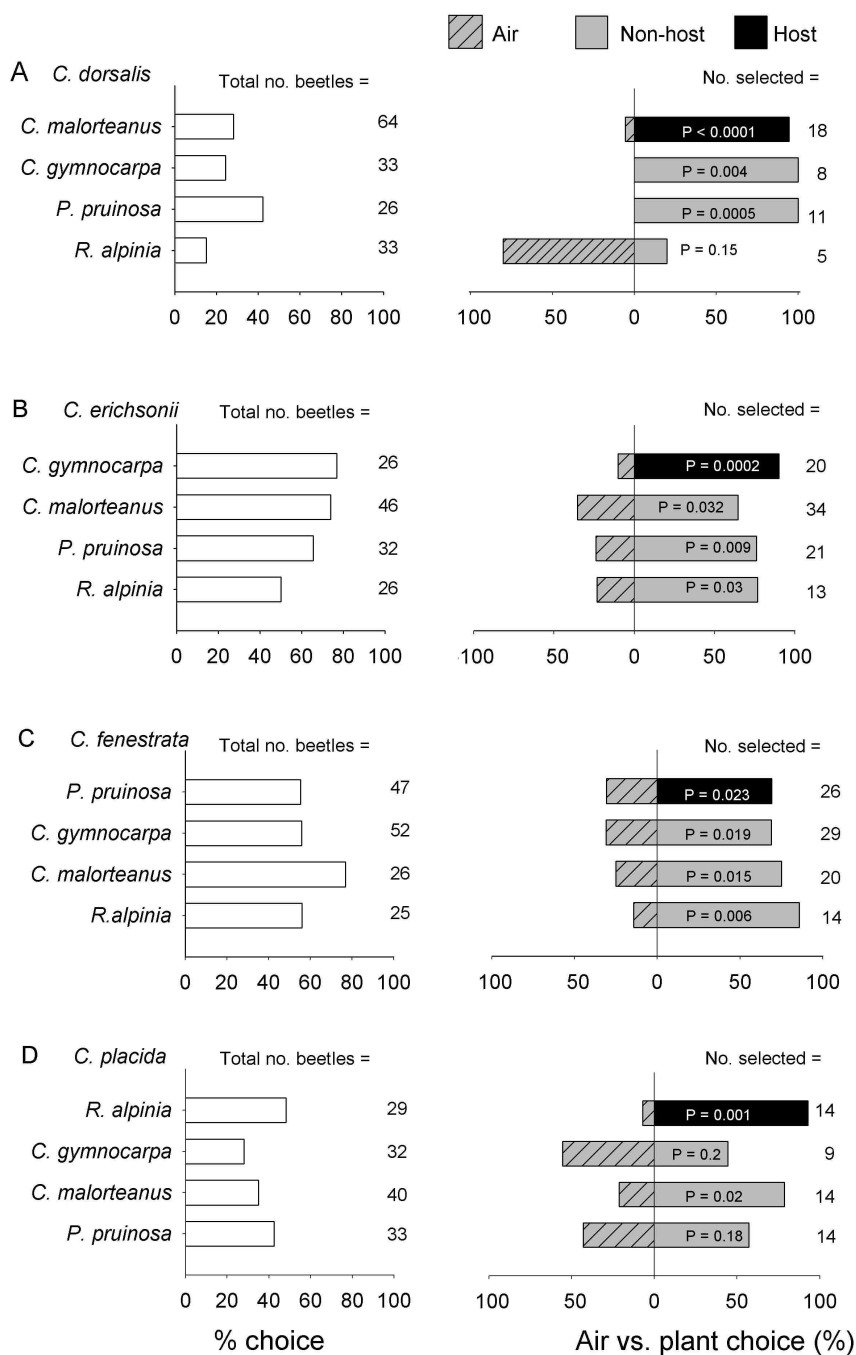 Air Non-host Host
A C. dorsalis Total no. beetles = No. selected =
C. malorteanus 64 P < 0.0001 18
C. gymnocarpa 33 P = 0.004 8
P. pruinosa 26 P = 0.0005 11
R. alpinia 33 P = 0.15 5
0 20 40 60 80 100 100 50 0 50 100
B C. erichsonii Total no. beetles = No. selected =
C. gymnocarpa 26 P = 0.0002 20
C. malorteanus 46 P = 0.032 34
P. pruinosa 32 P = 0.009 21
R. alpinia 26 P = 0.03 13
0 20 40 60 80 100 100 50 0 50 100
C C. fenestrata Total no. beetles = No. selected =
P. pruinosa 47 P = 0.023 26
C. gymnocarpa 52 P = 0.019 29
C. malorteanus 26 P = 0.015 20
R.alpinia 25 P = 0.006 14
0 20 40 60 80 100 100 50 0 50 100
D C. placida Total no. beetles = No. selected =
R. alpinia 29 P = 0.001 14
C. gymnocarpa 32 P = 0.2 9
C. malorteanus 40 P = 0.02 14
P. pruinosa 33 P = 0.18 14
0 20 40 60 80 100 100 50 0 50 100
% choice Air vs. plant choice (%)